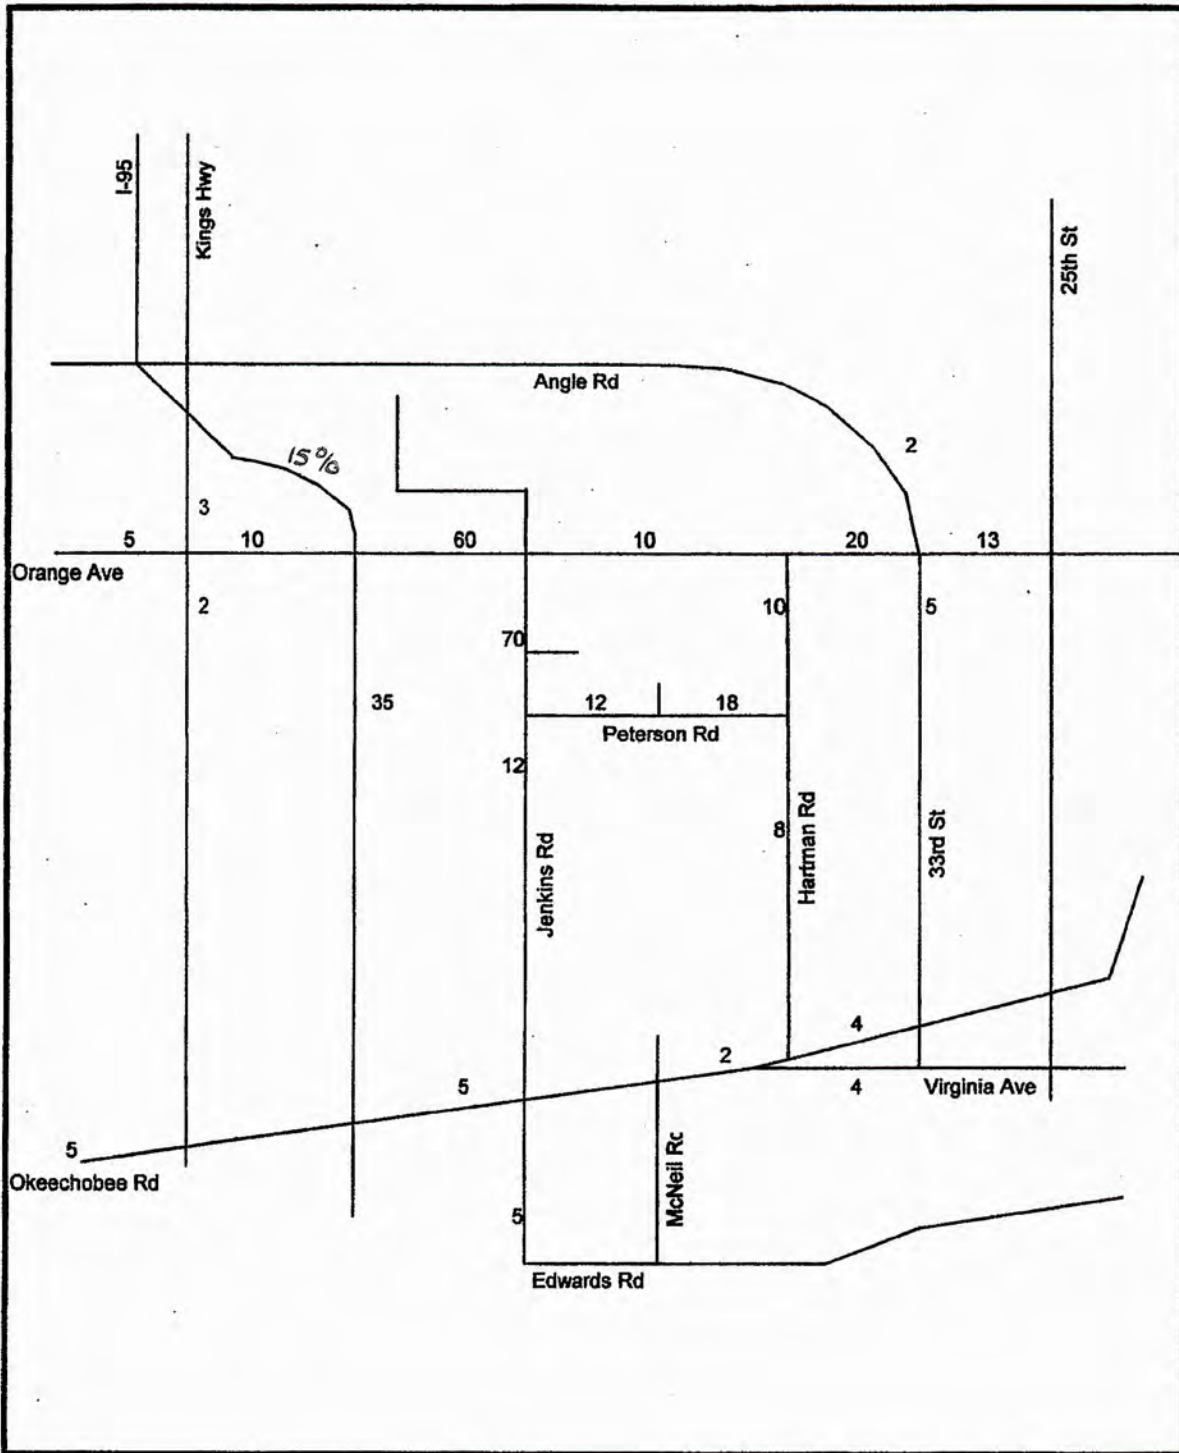 I-95
Kings Hwy
25th St
Angle Rd
2
15%
3
5 10 60 10 20 13
Orange Ave
2 10 5
70
35 12 18
Peterson Rd
12
8
Jenkins Rd
Hartman Rd
33rd St
4
2
5 4 Virginia Ave
5
Okeechobee Rd
McNeil Rd
5
Edwards Rd